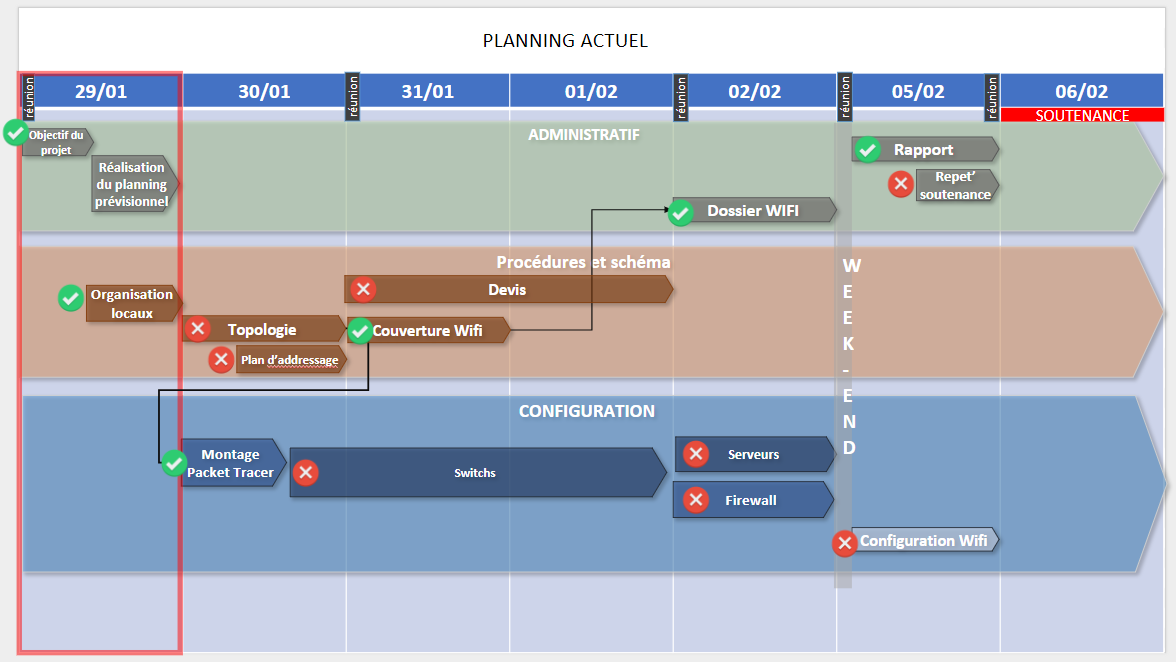 PLANNING ACTUEL
réunion
29/01
30/01
réunion
31/01
01/02
réunion
02/02
réunion
05/02
réunion
06/02
SOUTENANCE
ADMINISTRATIF
Objectif du
projet
Réalisation
du planning
prévisionnel
Rapport
Repet’
soutenance
Dossier WIFI
Procédures et schéma
Organisation
locaux
Devis
Topologie
Couverture Wifi
Plan d’addressage
WEEK-END
CONFIGURATION
Montage
Packet Tracer
Switchs
Serveurs
Firewall
Configuration Wifi